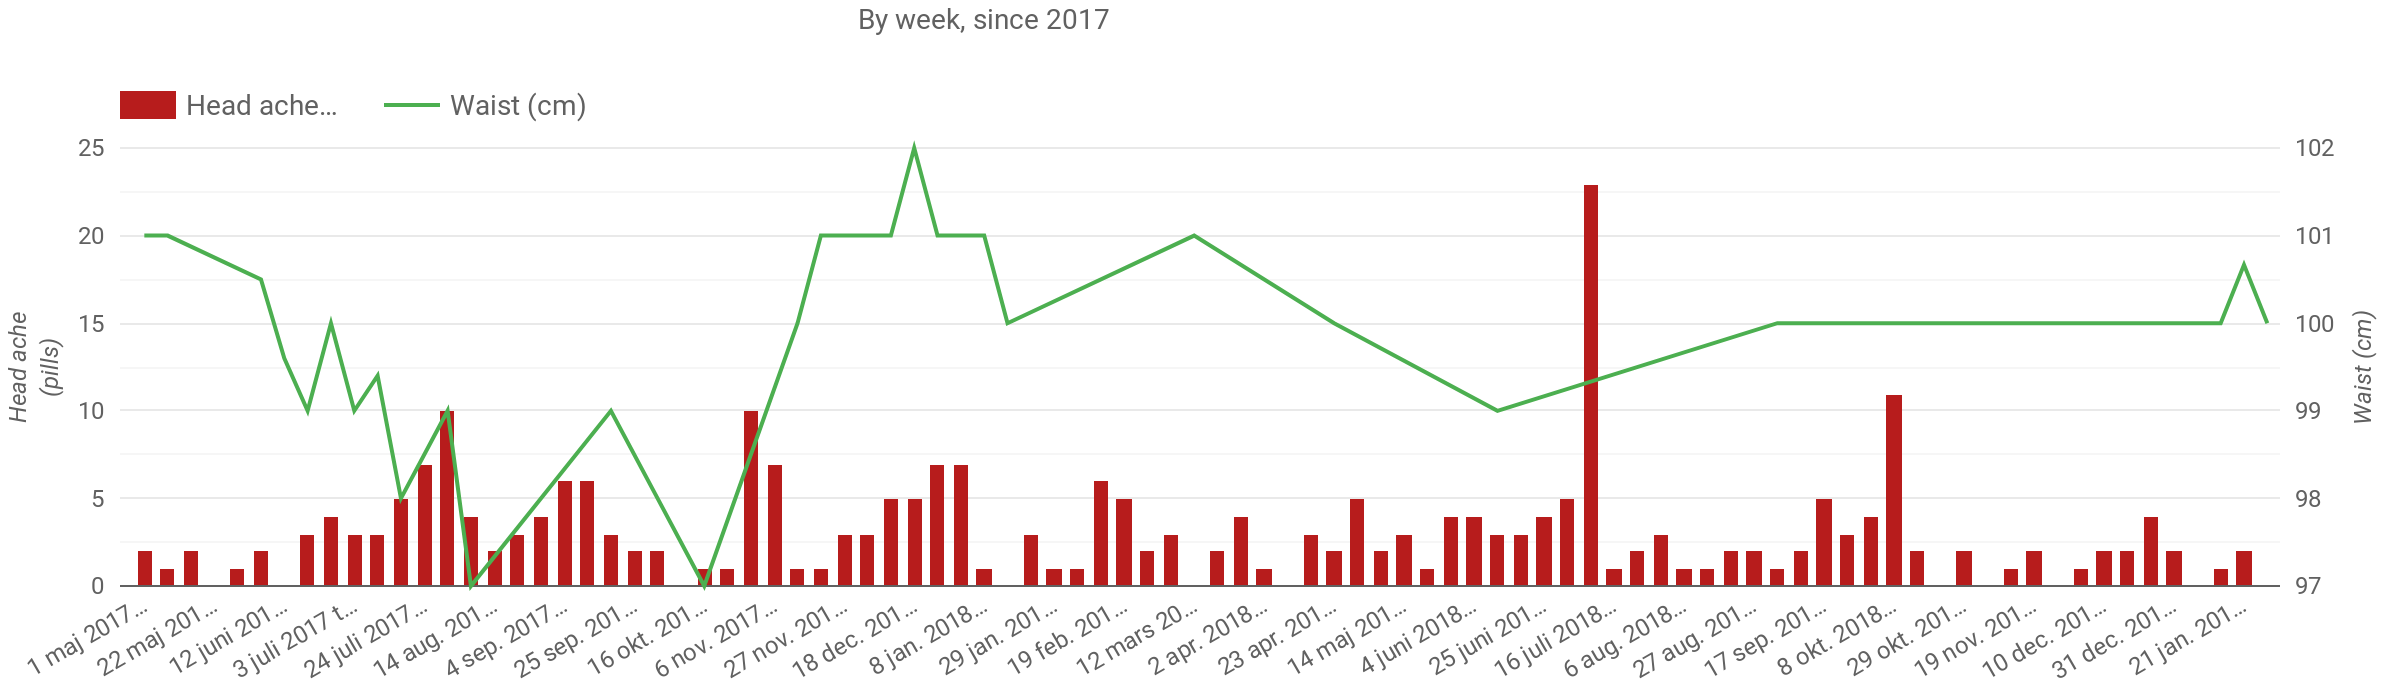 By week, since 2017
Head ache…
Waist (cm)
25
20
15
10
5
0
102
101
100
99
98
97
Head ache
(pills)
Waist (cm)
1 maj 2017…
22 maj 201…
12 juni 201…
3 juli 2017 t…
24 juli 2017…
14 aug. 201…
4 sep. 2017…
25 sep. 201…
16 okt. 201…
6 nov. 2017…
27 nov. 201…
18 dec. 201…
8 jan. 2018…
29 jan. 201…
19 feb. 201…
12 mars 20…
2 apr. 2018…
23 apr. 201…
14 maj 201…
4 juni 2018…
25 juni 201…
16 juli 2018…
6 aug. 2018…
27 aug. 201…
17 sep. 201…
8 okt. 2018…
29 okt. 201…
19 nov. 201…
10 dec. 201…
31 dec. 201…
21 jan. 201…